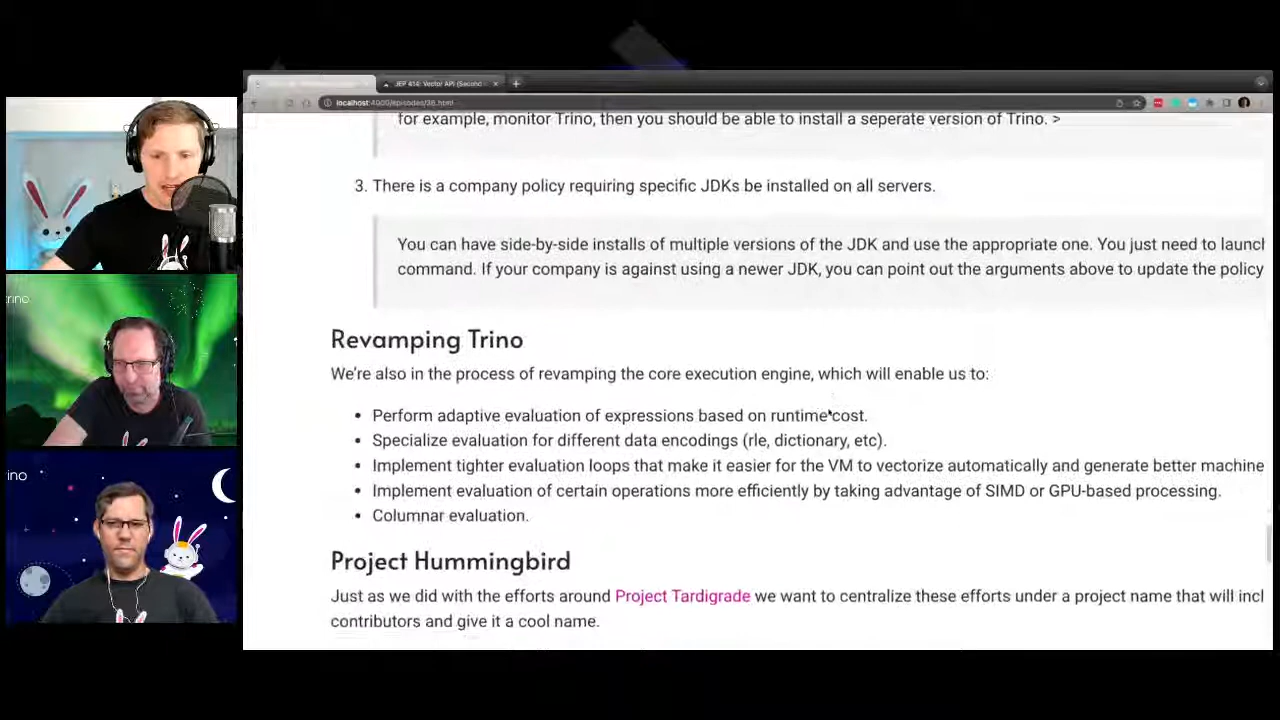 JEP 414: Vector API (Second
localhost:4000/episodes/36.html
for example, monitor Trino, then you should be able to install a seperate version of Trino. >
3. There is a company policy requiring specific JDKs be installed on all servers.
You can have side-by-side installs of multiple versions of the JDK and use the appropriate one. You just need to launch
command. If your company is against using a newer JDK, you can point out the arguments above to update the policy
Revamping Trino
We're also in the process of revamping the core execution engine, which will enable us to:
• Perform adaptive evaluation of expressions based on runtime cost.
• Specialize evaluation for different data encodings (rle, dictionary, etc).
• Implement tighter evaluation loops that make it easier for the VM to vectorize automatically and generate better machine
• Implement evaluation of certain operations more efficiently by taking advantage of SIMD or GPU-based processing.
• Columnar evaluation.
Project Hummingbird
Just as we did with the efforts around Project Tardigrade we want to centralize these efforts under a project name that will incl
contributors and give it a cool name.
rino
ino